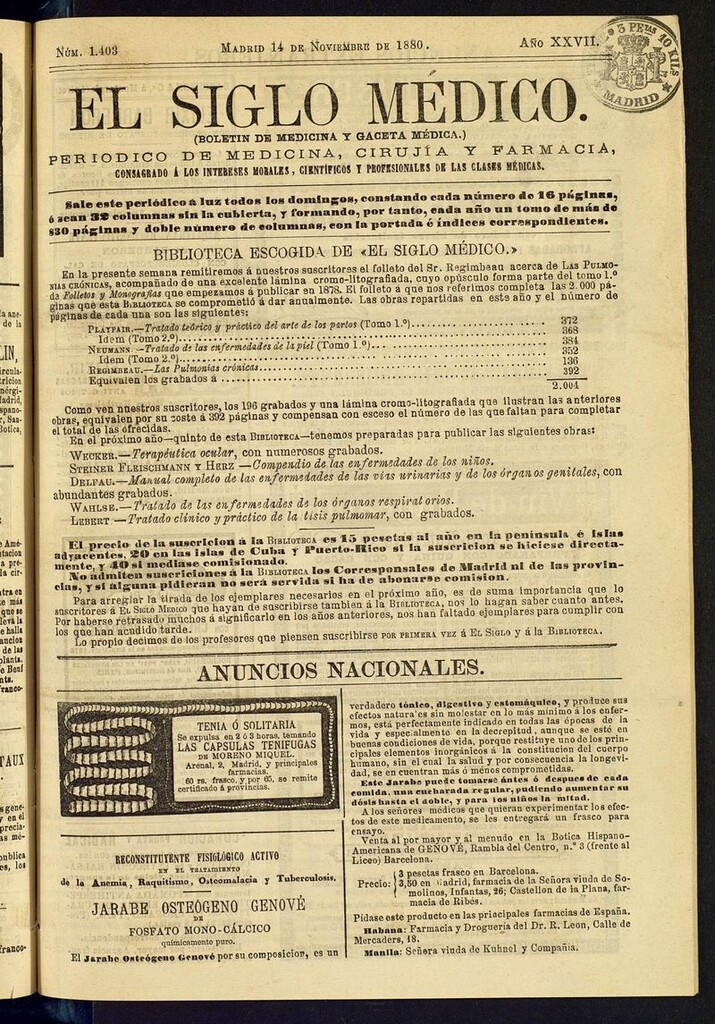 NÚM. 1.403
MADRID 14 DE NOVIEMBRE DE 1880.
AÑO XXVII.
3 PETAS 10 KILS
MADRID
EL SIGLO MÉDICO.
(BOLETIN DE MEDICINA Y GACETA MÉDICA.)
PERIODICO DE MEDICINA, CIRUJÍA Y FARMACIA,
CONSAGRADO Á LOS INTERESES MORALES, CIENTÍFICOS Y PROFESIONALES DE LAS CLASES MÉDICAS.
Sale este periódico á luz todos los domingos, constando cada número de 16 páginas,
ó sean 32 columnas sin la cubierta, y formando, por tanto, cada año un tomo de más de
830 páginas y doble número de columnas, con la portada é índices correspondientes.
BIBLIOTECA ESCOGIDA DE «EL SIGLO MÉDICO.»
En la presente semana remitiremos á nuestros suscritores el folleto del Sr. Regimbeau acerca de LAS PULMO-
NIAS CRÓNICAS, acompañado de una excelente lámina cromo-litografiada, cuyo opúsculo forma parte del tomo 1.º
de Folletos y Monografias que empezamos á publicar en 1878. El folleto á que nos referimos completa las 2.000 pá-
ginas que esta BIBLIOTECA se comprometió á dar anualmente. Las obras repartidas en este año y el número de
páginas de cada una son las siguientes:
PLAYFAIR.—Tratado teórico y práctico del arte de los partos (Tomo 1.º) 372
Idem (Tomo 2.º) 368
NEUMANN.—Tratado de las enfermedades de la piel (Tomo 1.º) 384
Idem (Tomo 2.º) 352
REGIMBEAU.—Las Pulmonias crónicas 136
Equivalen los grabados á 392
2.004
Como ven nuestros suscritores, los 196 grabados y una lámina cromo-litografiada que ilustran las anteriores
obras, equivalen por su coste á 392 páginas y compensan con esceso el número de las que faltan para completar
el total de las ofrecidas.
En el próximo año—quinto de esta BIBLIOTECA—tenemos preparadas para publicar las siguientes obras:
WECKER.—Terapéutica ocular, con numerosos grabados.
STEINER FLEISCHMANN Y HERZ—Compendio de las enfermedades de los niños.
DELFAU.—Manual completo de las enfermedades de las vias urinarias y de los órganos genitales, con
abundantes grabados.
WAHLSE.—Tratado de las enfermedades de los órganos respiratorios.
LEBERT—Tratado clínico y práctico de la tisis pulmomar, con grabados.
El precio de la suscricion á la BIBLIOTECA es 15 pesetas al año en la península é islas
adyacentes, 20 en las islas de Cuba y Puerto-Rico si la suscricion se hiciese directa-
mente, y 40 si mediase comisionado.
No admiten suscriciones á la BIBLIOTECA los Corresponsales de Madrid ni de las provin-
cias, y si alguna pidieran no será servida si ha de abonarse comision.
Para arreglar la tirada de los ejemplares necesarios en el próximo año, es de suma importancia que lo
suscritores á EL SIGLO MÉDICO que hayan de suscribirse tambien á la BIBLIOTECA, nos lo hagan saber cuanto antes.
Por haberse retrasado muchos á significarlo en los años anteriores, nos han faltado ejemplares para cumplir con
los que han acudido tarde.
Lo propio decimos de los profesores que piensen suscribirse POR PRIMERA VEZ á EL SIGLO y á la BIBLIOTECA.
ANUNCIOS NACIONALES.
TENIA Ó SOLITARIA
Se expulsa en 2 ó 3 horas, tomando
LAS CAPSULAS TENIFUGAS
DE MORENO MIQUEL.
Arenal, 2, Madrid, y principales
farmacias.
60 rs. frasco, y por 65, se remite
certificado á provincias.
RECONSTITUYENTE FISIOLÓGICO ACTIVO
EN EL TRATAMIENTO
de la Anemia, Raquitismo, Osteomalacia y Tuberculosis.
JARABE OSTEÓGENO GENOVÉ
DE
FOSFATO MONO-CÁLCICO
químicamente puro.
El Jarabe Osteógeno Genové por su composicion, es un
verdadero tónico, digestivo y estomáquico, y produce sus
efectos naturales sin molestar en lo más mínimo á los enfer-
mos, está perfectamente indicado en todas las épocas de la
vida y especialmente en la decrepitud, aunque se esté en
buenas condiciones de vida, porque restituye uno de los prin-
cipales elementos inorgánicos á la constitucion del cuerpo
humano, sin el cual la salud y por consecuencia la longevi-
dad, se encuentran más ó ménos comprometidas.
Este Jarabe puede tomarse ántes ó despues de cada
comida, una cucharada regular, pudiendo aumentar su
dósis hasta el doble, y para los niños la mitad.
A los señores médicos que quieran experimentar los efec-
tos de este medicamento, se les entregará un frasco para
ensayo.
Venta al por mayor y al menudo en la Botica Hispano-
Americana de GENOVÉ, Rambla del Centro, n.º 3 (frente al
Liceo) Barcelona.
3 pesetas frasco en Barcelona.
Precio: 3,50 en Madrid, farmacia de la Señora viuda de So-
molinos, Infantas, 26; Castellon de la Plana, far-
macia de Ribés.
Pídase este producto en las principales farmacias de España.
Habana: Farmacia y Droguería del Dr. R. Leon, Calle de
Mercaders, 18.
Manila: Señora viuda de Kuhnel y Compañia.